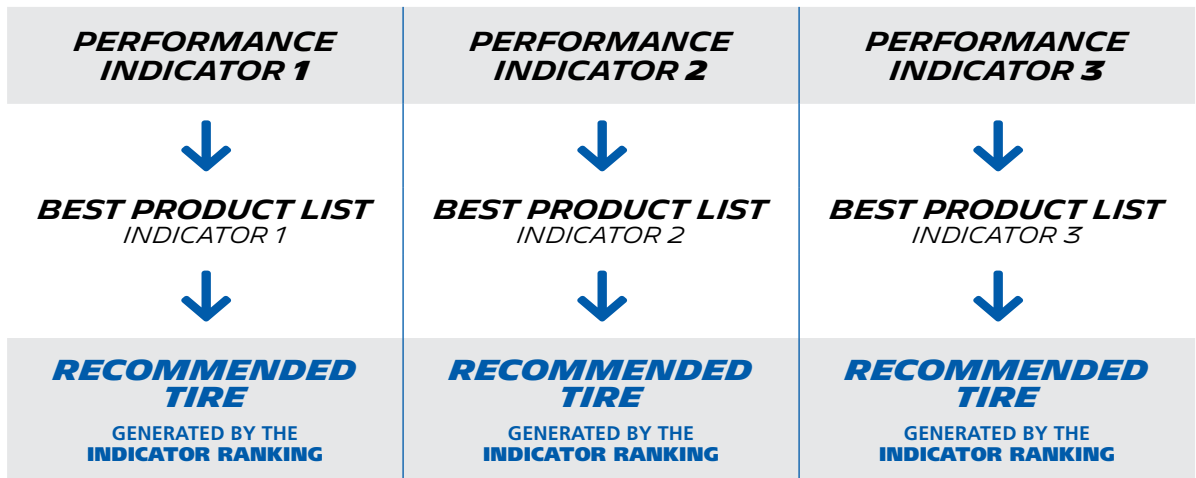 PERFORMANCE
INDICATOR 1
PERFORMANCE
INDICATOR 2
PERFORMANCE
INDICATOR 3
BEST PRODUCT LIST
INDICATOR 1
BEST PRODUCT LIST
INDICATOR 2
BEST PRODUCT LIST
INDICATOR 3
RECOMMENDED
TIRE
GENERATED BY THE
INDICATOR RANKING
RECOMMENDED
TIRE
GENERATED BY THE
INDICATOR RANKING
RECOMMENDED
TIRE
GENERATED BY THE
INDICATOR RANKING